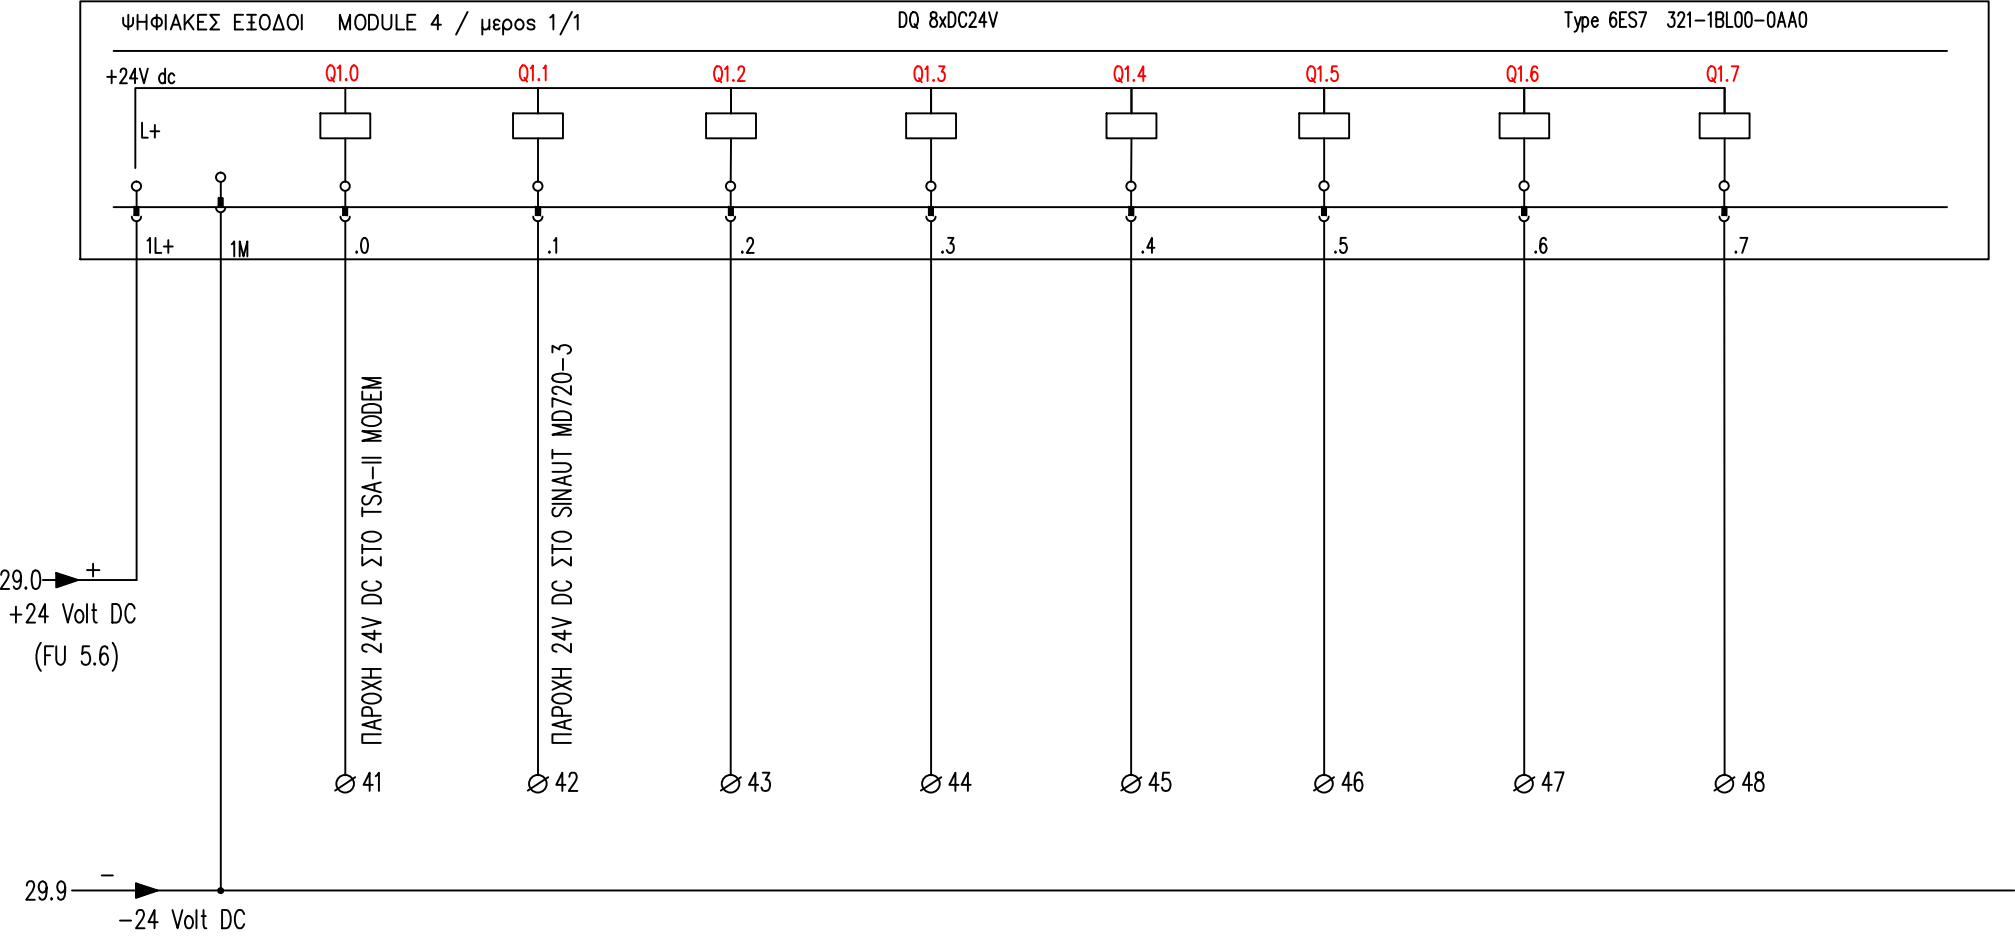 ΨΗΦΙΑΚΕΣ ΕΞΟΔΟΙ MODULE 4 / μεροs 1/1 DQ 8xDC24V Type 6ES7 321-1BL00-0AA0
+24V dc Q1.0 Q1.1 Q1.2 Q1.3 Q1.4 Q1.5 Q1.6 Q1.7
L+
1L+ 1M .0 .1 .2 .3 .4 .5 .6 .7
ΠΑΡΟΧΗ 24V DC ΣΤΟ TSA-II MODEM
ΠΑΡΟΧΗ 24V DC ΣΤΟ SINAUT MD720-3
29.0 +
+24 Volt DC
(FU 5.6)
41 42 43 44 45 46 47 48
29.9 -
-24 Volt DC